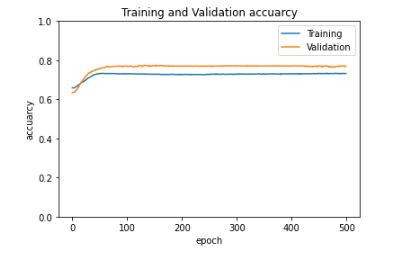 Training and Validation accuarcy
Training
Validation
accuarcy
1.0
0.8
0.6
0.4
0.2
0.0
0 100 200 300 400 500
epoch